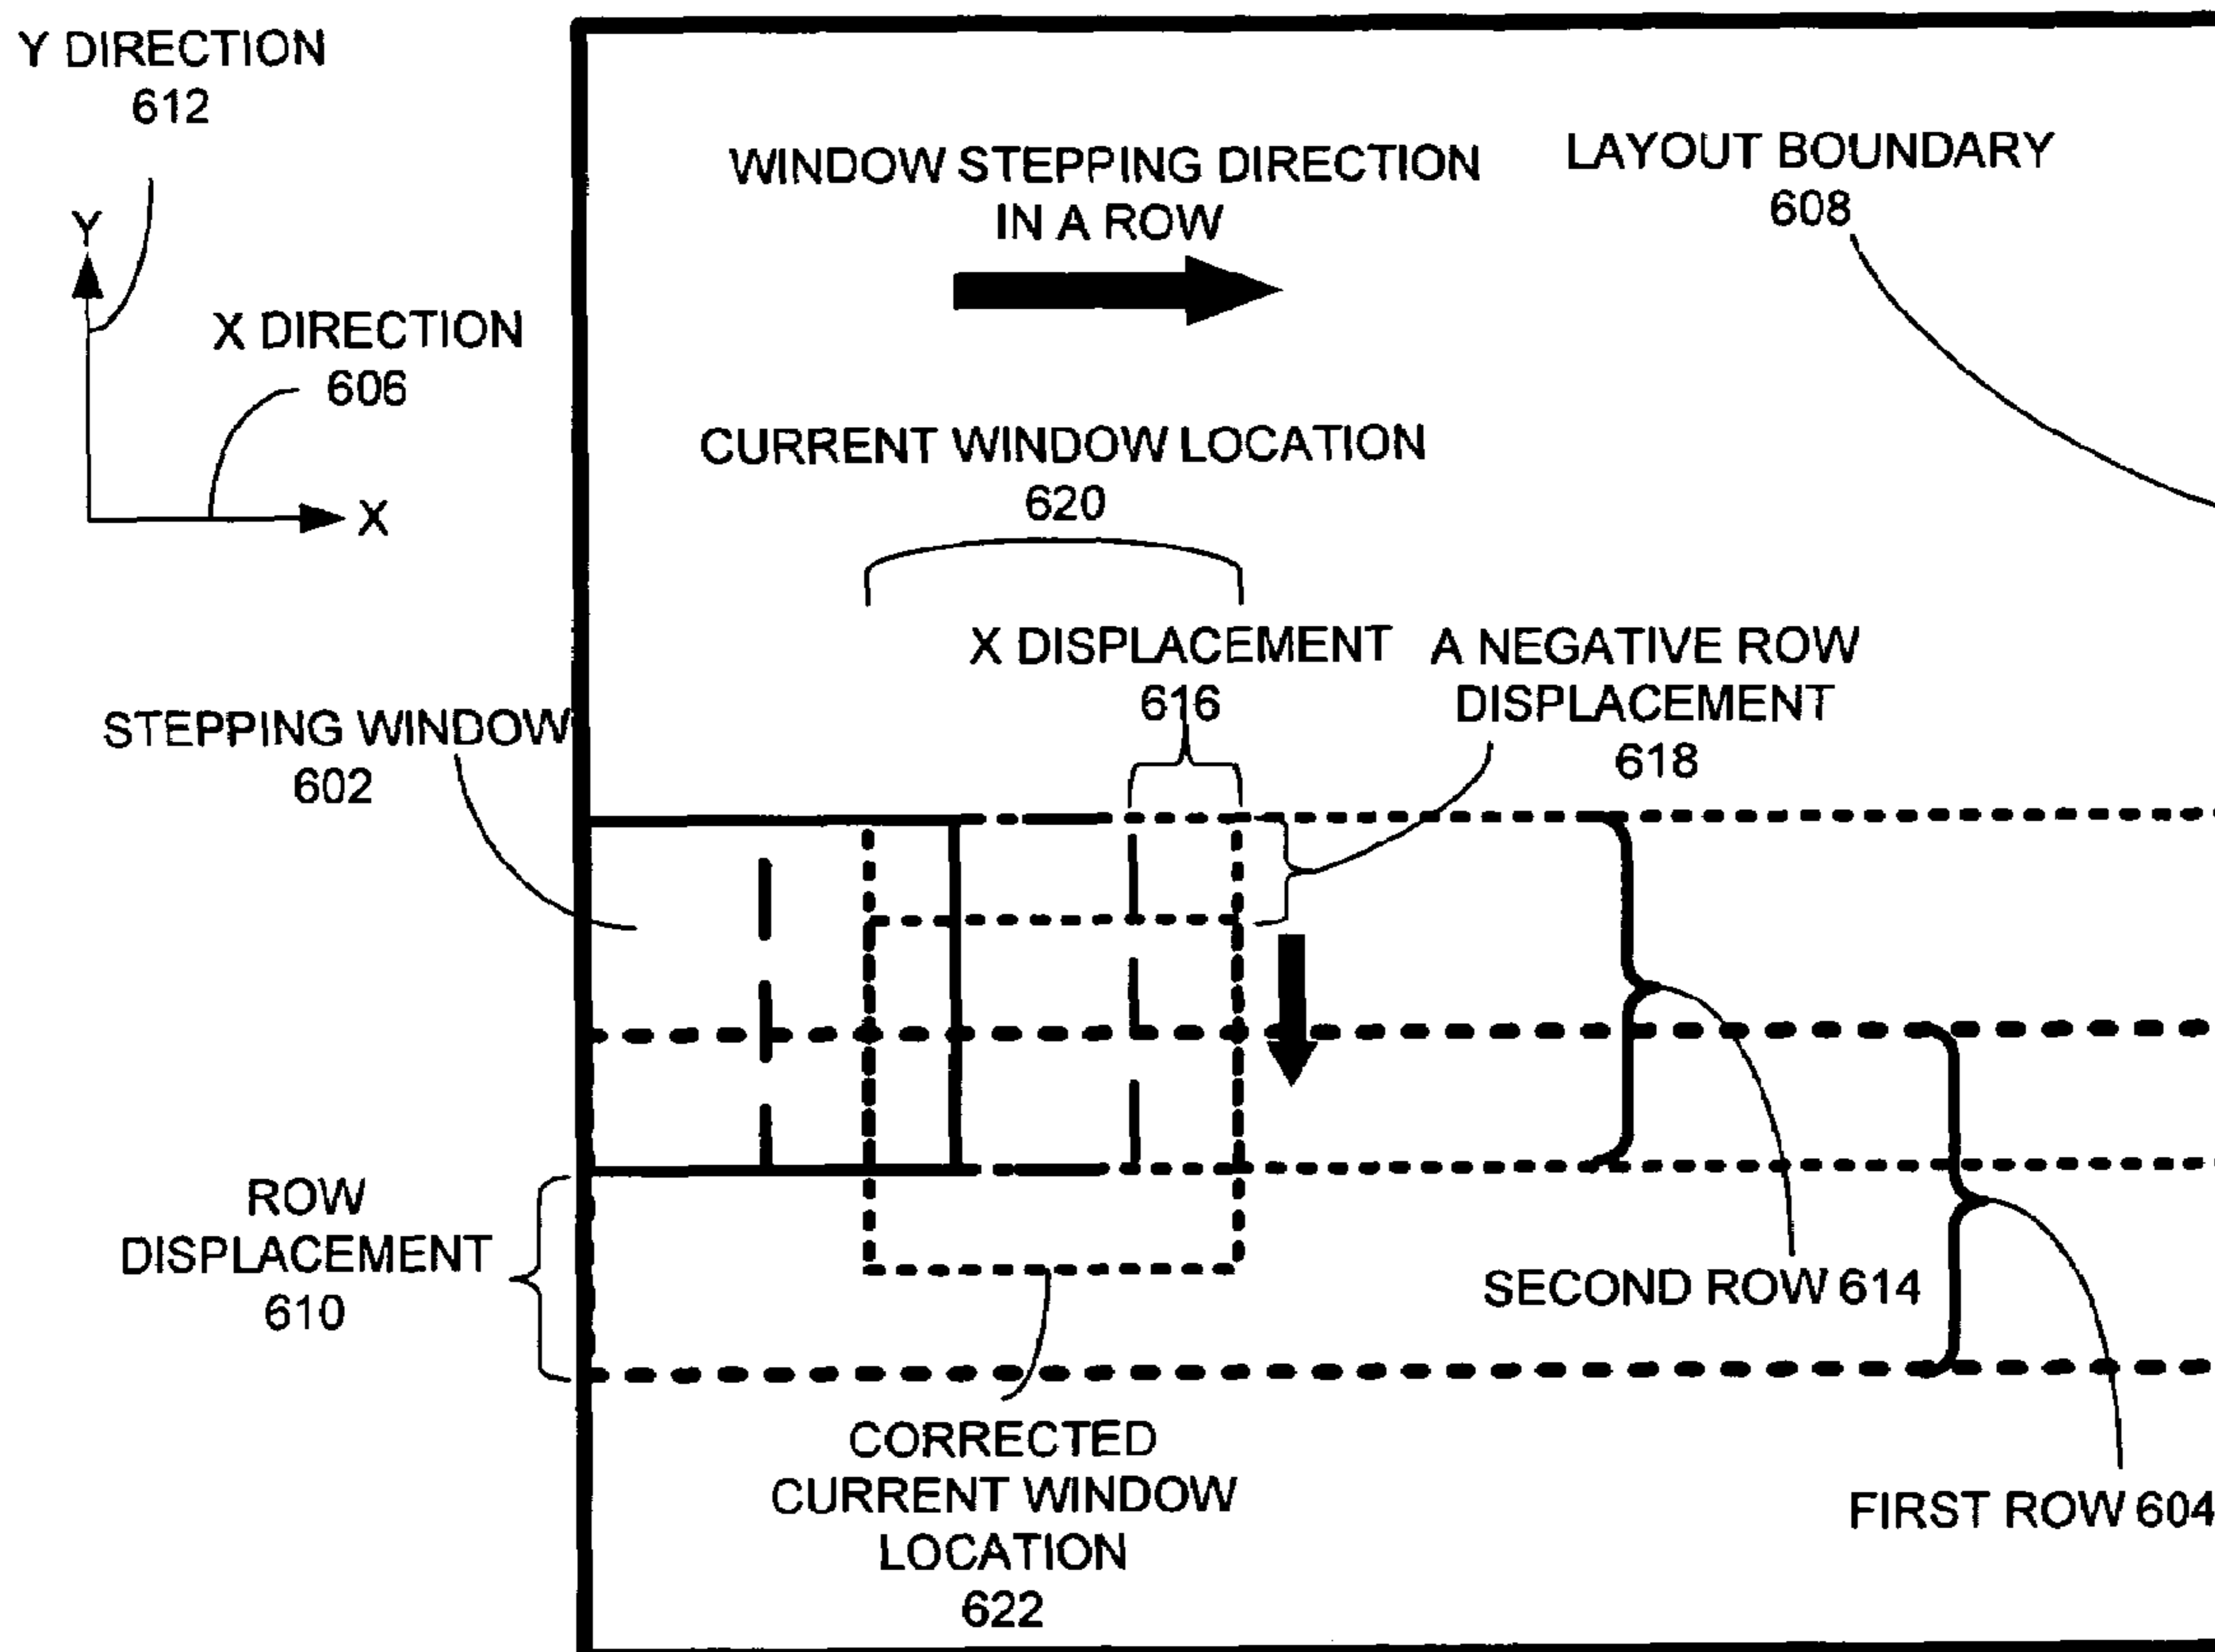 Y DIRECTION
612
Y
X DIRECTION
606
X
WINDOW STEPPING DIRECTION
IN A ROW
LAYOUT BOUNDARY
608
CURRENT WINDOW LOCATION
620
X DISPLACEMENT
616
A NEGATIVE ROW
DISPLACEMENT
618
STEPPING WINDOW
602
ROW
DISPLACEMENT
610
SECOND ROW 614
CORRECTED
CURRENT WINDOW
LOCATION
622
FIRST ROW 604